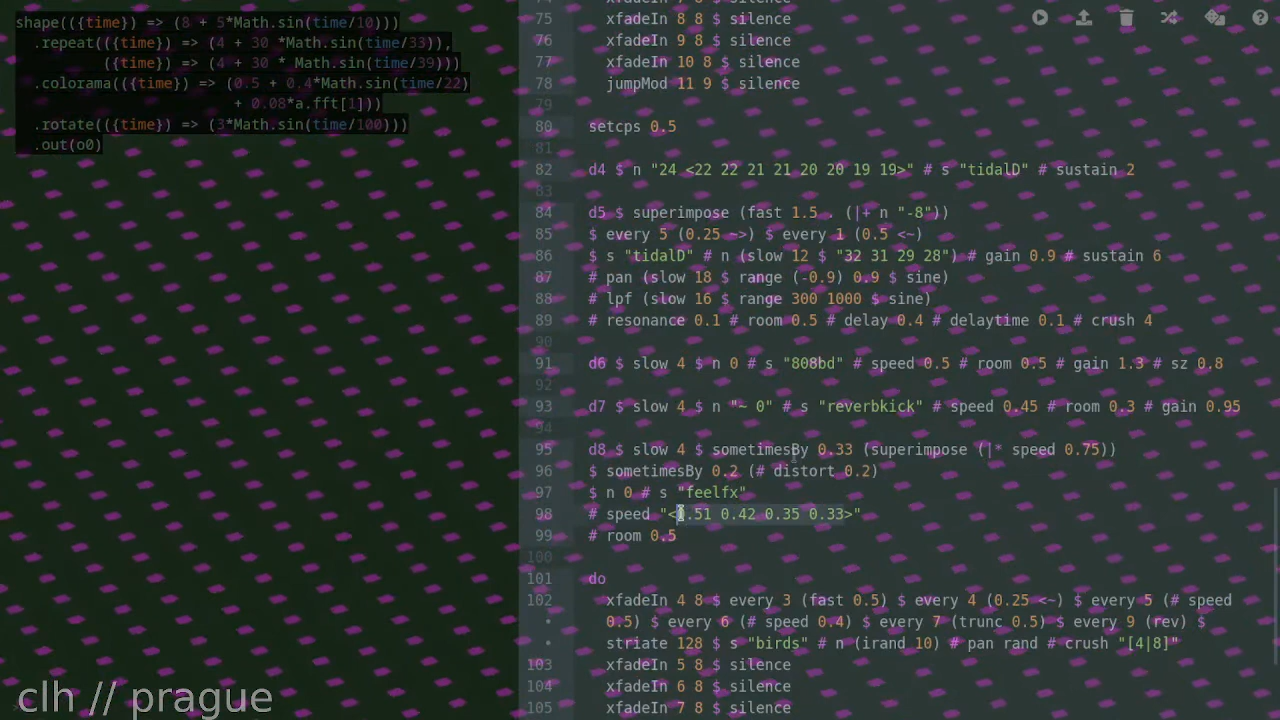 shape(({time}) => (8 + 5*Math.sin(time/10)))
.repeat(({time}) => (4 + 30 *Math.sin(time/33)),
({time}) => (4 + 30 * Math.sin(time/39)))
.colorama(({time}) => (0.5 + 0.4*Math.sin(time/22)
+ 0.08*a.fft[1]))
.rotate(({time}) => (3*Math.sin(time/100)))
.out(o0)
75 xfadeIn 8 8 $ silence
76 xfadeIn 9 8 $ silence
77 xfadeIn 10 8 $ silence
78 jumpMod 11 9 $ silence
79
80 setcps 0.5
81
82 d4 $ n "24 <22 22 21 21 20 20 19 19>" # s "tidalD" # sustain 2
83
84 d5 $ superimpose (fast 1.5 . (|+ n "-8"))
85 $ every 5 (0.25 ~>) $ every 1 (0.5 <~)
86 $ s "tidalD" # n (slow 12 $ "32 31 29 28") # gain 0.9 # sustain 6
87 # pan (slow 18 $ range (-0.9) 0.9 $ sine)
88 # lpf (slow 16 $ range 300 1000 $ sine)
89 # resonance 0.1 # room 0.5 # delay 0.4 # delaytime 0.1 # crush 4
90
91 d6 $ slow 4 $ n 0 # s "808bd" # speed 0.5 # room 0.5 # gain 1.3 # sz 0.8
92
93 d7 $ slow 4 $ n "~ 0" # s "reverbkick" # speed 0.45 # room 0.3 # gain 0.95
94
95 d8 $ slow 4 $ sometimesBy 0.33 (superimpose (|* speed 0.75))
96 $ sometimesBy 0.2 (# distort 0.2)
97 $ n 0 # s "feelfx"
98 # speed "<0.51 0.42 0.35 0.33>"
99 # room 0.5
100
101 do
102 xfadeIn 4 8 $ every 3 (fast 0.5) $ every 4 (0.25 <~) $ every 5 (# speed
• 0.5) $ every 6 (# speed 0.4) $ every 7 (trunc 0.5) $ every 9 (rev) $
• striate 128 $ s "birds" # n (irand 10) # pan rand # crush "[4|8]"
103 xfadeIn 5 8 $ silence
104 xfadeIn 6 8 $ silence
105 xfadeIn 7 8 $ silence
clh // prague